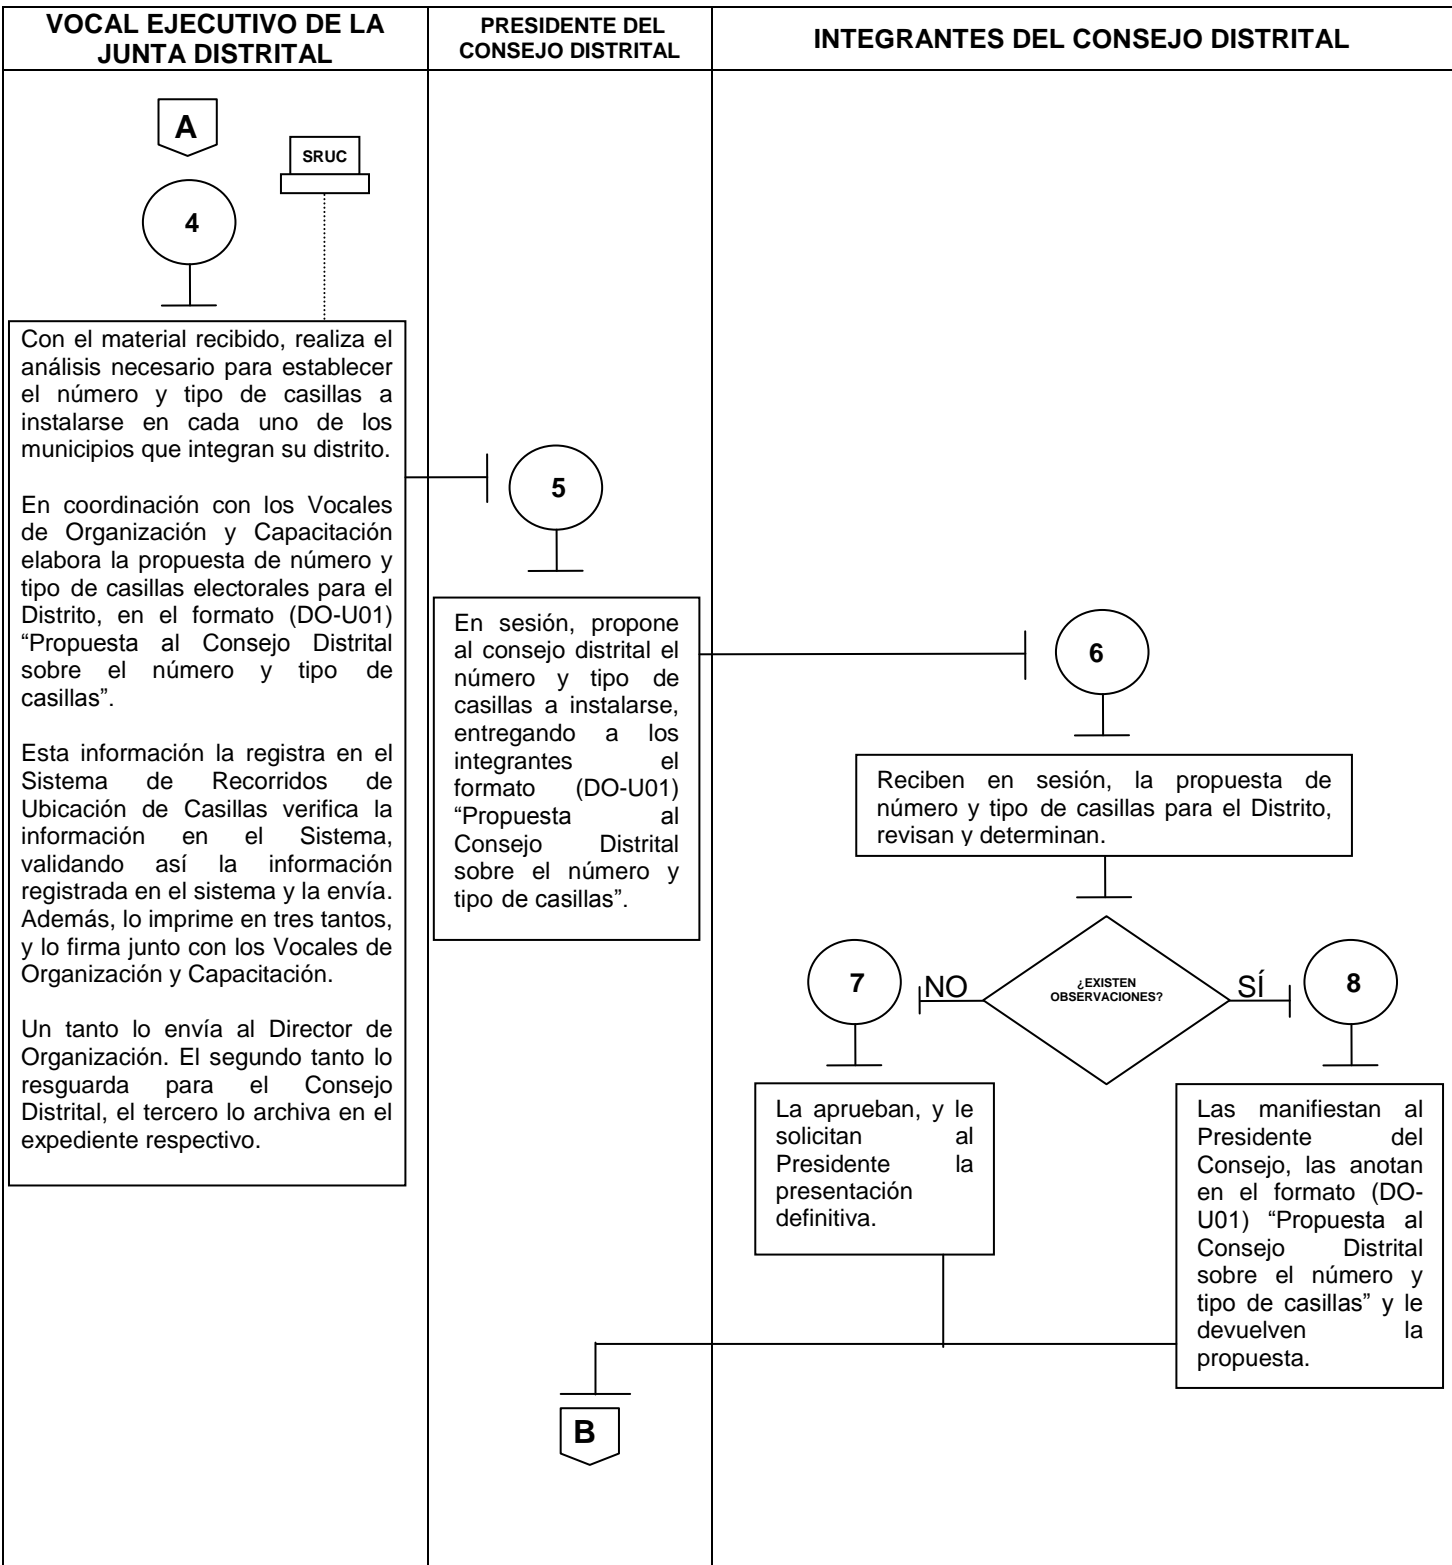 VOCAL EJECUTIVO DE LA
JUNTA DISTRITAL
PRESIDENTE DEL
CONSEJO DISTRITAL
INTEGRANTES DEL CONSEJO DISTRITAL
A
SRUC
4
Con el material recibido, realiza el
análisis necesario para establecer
el número y tipo de casillas a
instalarse en cada uno de los
municipios que integran su distrito.
En coordinación con los Vocales
de Organización y Capacitación
elabora la propuesta de número y
tipo de casillas electorales para el
Distrito, en el formato (DO-U01)
“Propuesta al Consejo Distrital
sobre el número y tipo de
casillas”.
Esta información la registra en el
Sistema de Recorridos de
Ubicación de Casillas verifica la
información en el Sistema,
validando así la información
registrada en el sistema y la envía.
Además, lo imprime en tres tantos,
y lo firma junto con los Vocales de
Organización y Capacitación.
Un tanto lo envía al Director de
Organización. El segundo tanto lo
resguarda para el Consejo
Distrital, el tercero lo archiva en el
expediente respectivo.
5
En sesión, propone
al consejo distrital el
número y tipo de
casillas a instalarse,
entregando a los
integrantes el
formato (DO-U01)
“Propuesta al
Consejo Distrital
sobre el número y
tipo de casillas”.
6
Reciben en sesión, la propuesta de
número y tipo de casillas para el Distrito,
revisan y determinan.
¿EXISTEN
OBSERVACIONES?
NO
SÍ
7
La aprueban, y le
solicitan al
Presidente la
presentación
definitiva.
8
Las manifiestan al
Presidente del
Consejo, las anotan
en el formato (DO-
U01) “Propuesta al
Consejo Distrital
sobre el número y
tipo de casillas” y le
devuelven la
propuesta.
B